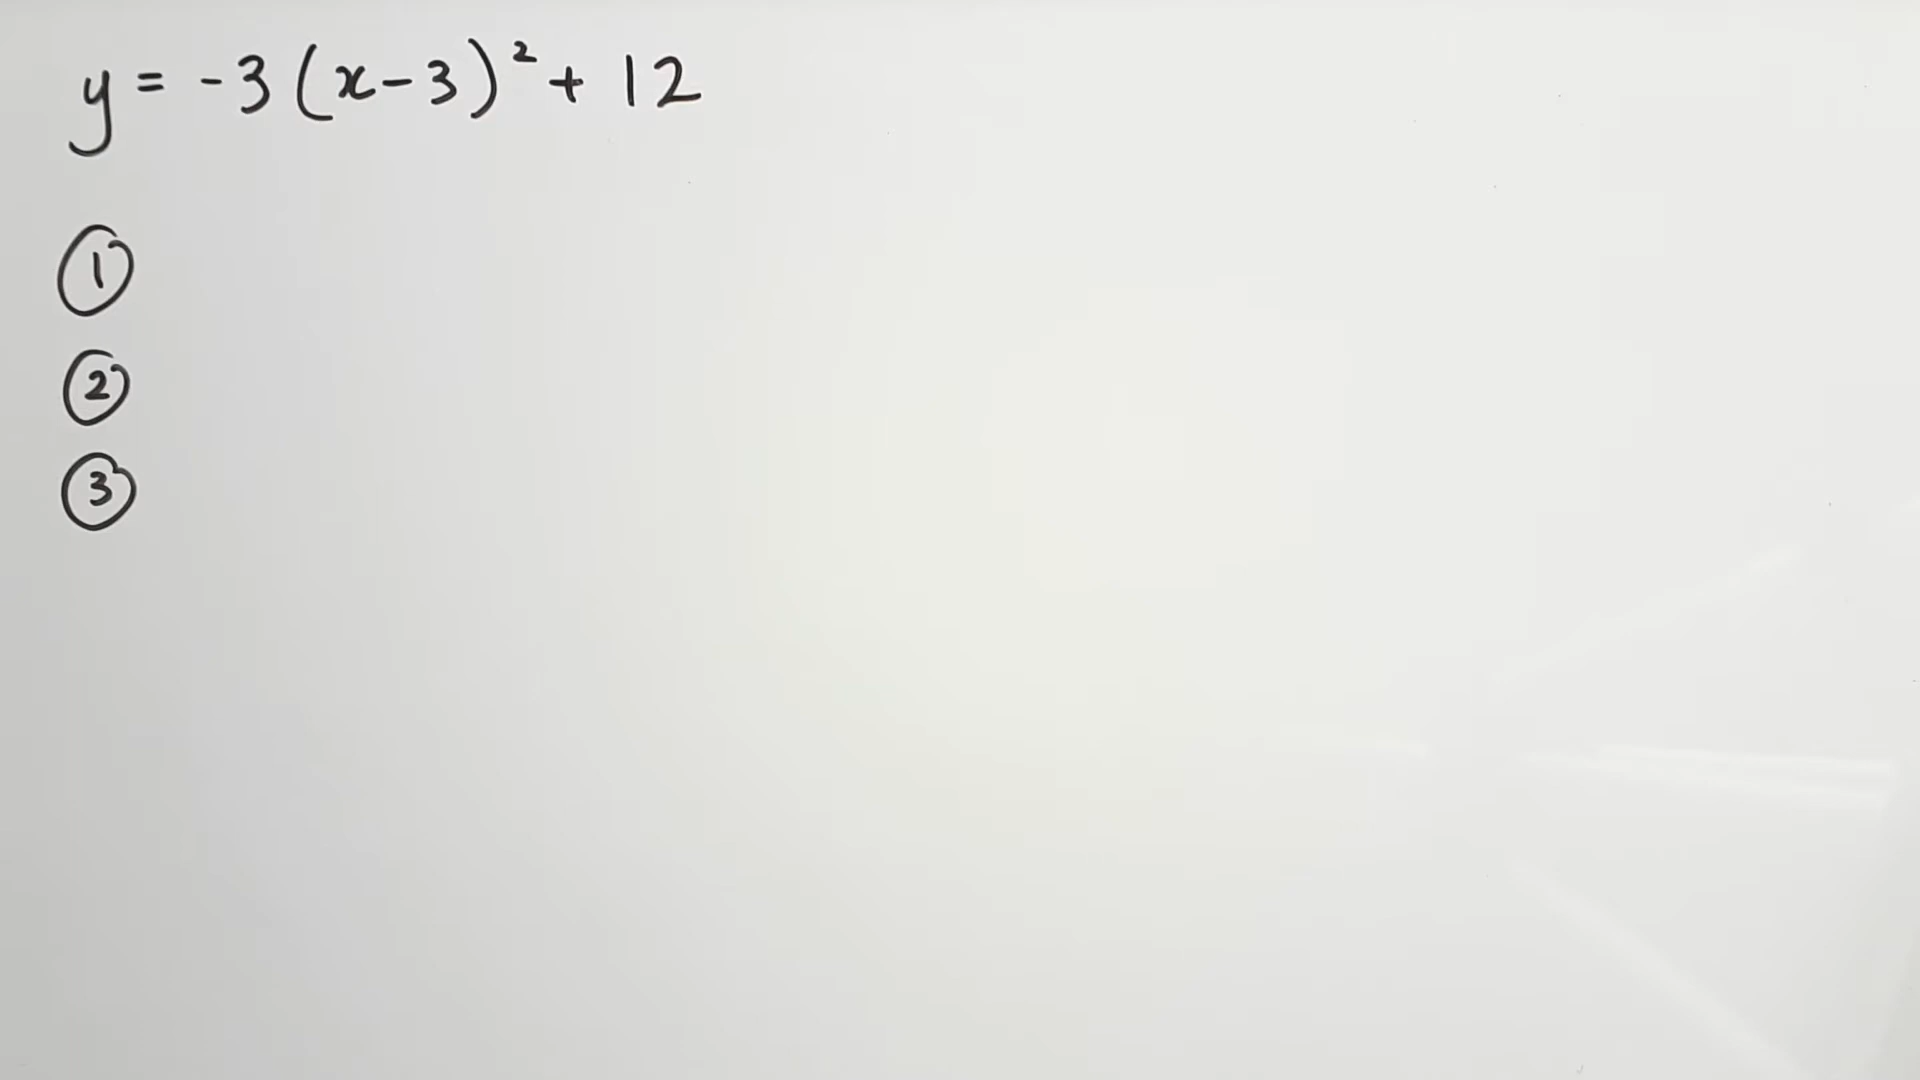 y = -3(x-3)² + 12
①
②
③